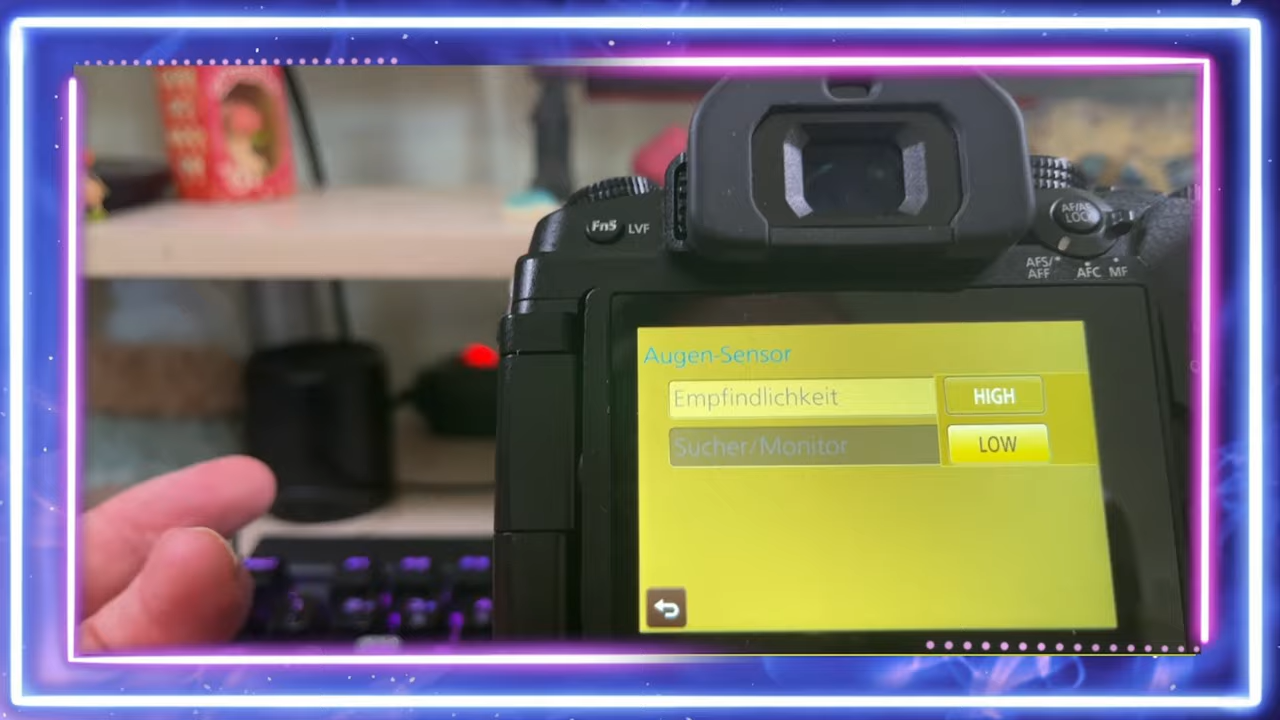 Fn5 LVF
AF/AE
LOCK
AFS/
AFF
AFC MF
Augen-Sensor
Empfindlichkeit HIGH
Sucher/Monitor LOW